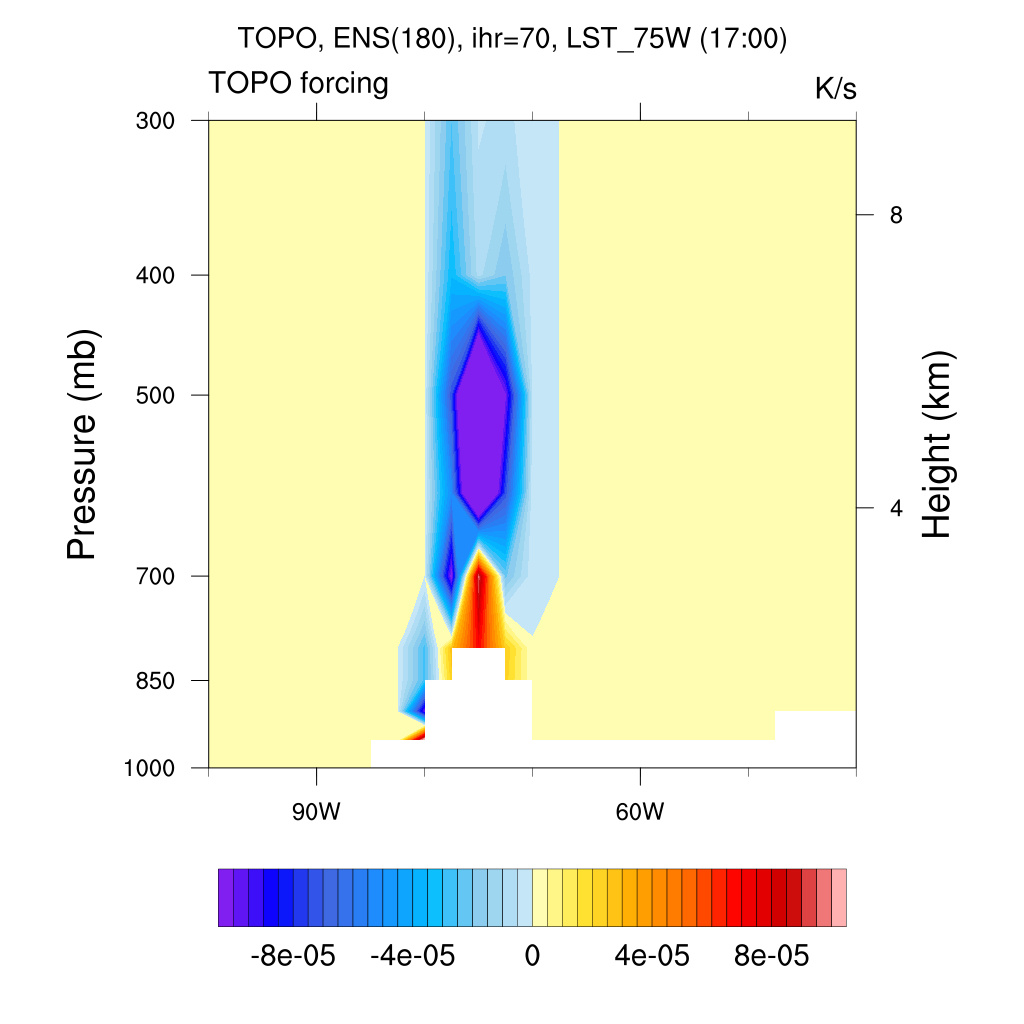 TOPO, ENS(180), ihr=70, LST_75W (17:00)
TOPO forcing
K/s
300
400
500
700
850
1000
Pressure (mb)
8
4
Height (km)
90W
60W
-8e-05
-4e-05
0
4e-05
8e-05